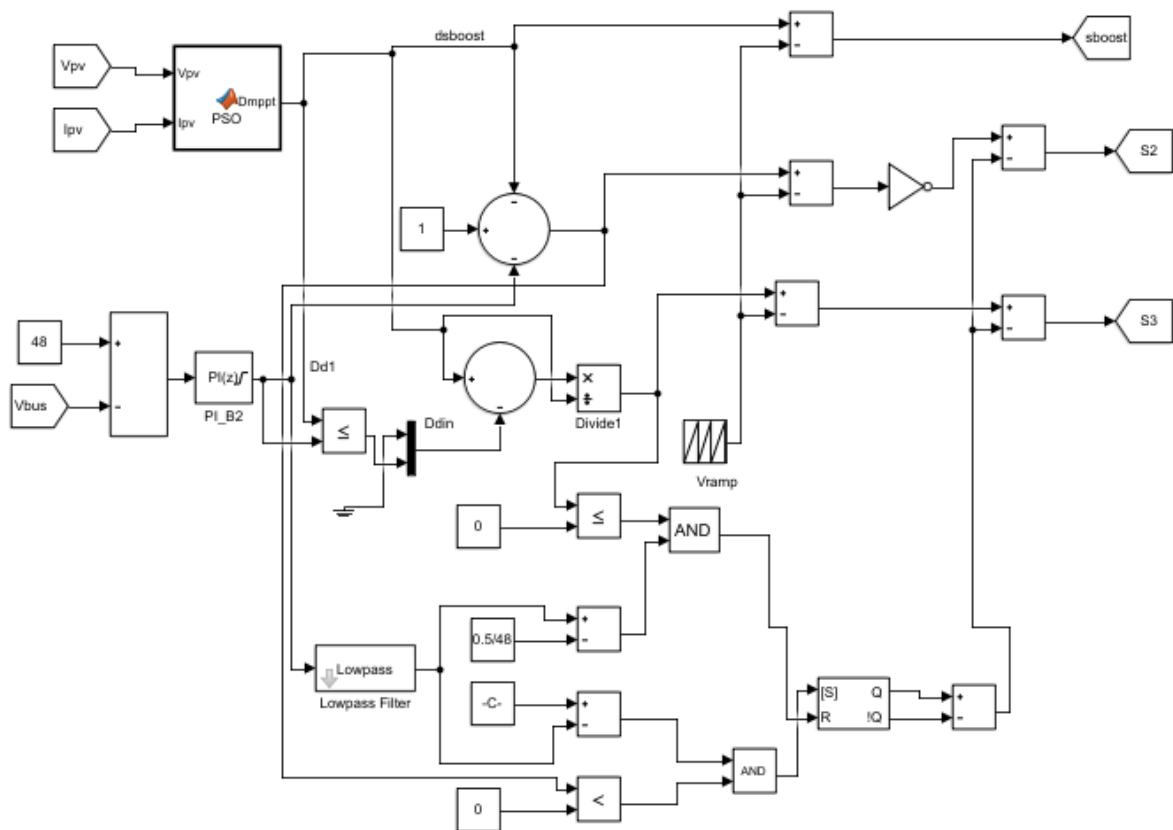 dsboost
+
−
sboost
Vpv
Vpv
Dmppt
PSO
Ipv
Ipv
+
−
S2
+
−
−
1
+
−
+
−
+
−
S3
48
+
−
Vbus
PI(z)
PI_B2
Dd1
+
−
×
÷
Divide1
≤
Ddin
Vramp
0
≤
AND
+
−
0.5/48
Lowpass
Lowpass Filter
-C-
+
−
[S]
Q
R
!Q
+
−
AND
0
<